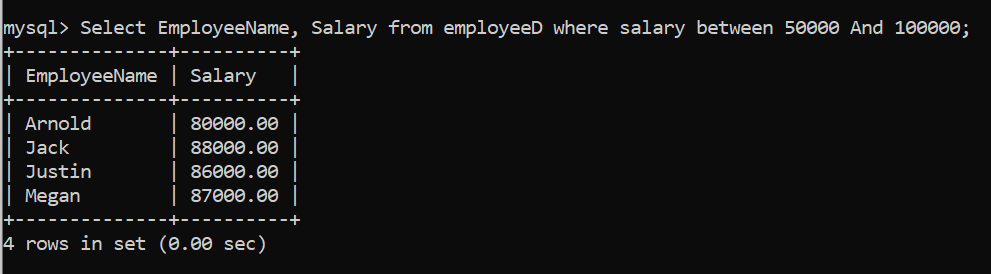 mysql> Select EmployeeName, Salary from employeeD where salary between 50000 And 100000;
+--------------+----------+
| EmployeeName | Salary   |
+--------------+----------+
| Arnold       | 80000.00 |
| Jack         | 88000.00 |
| Justin       | 86000.00 |
| Megan        | 87000.00 |
+--------------+----------+
4 rows in set (0.00 sec)